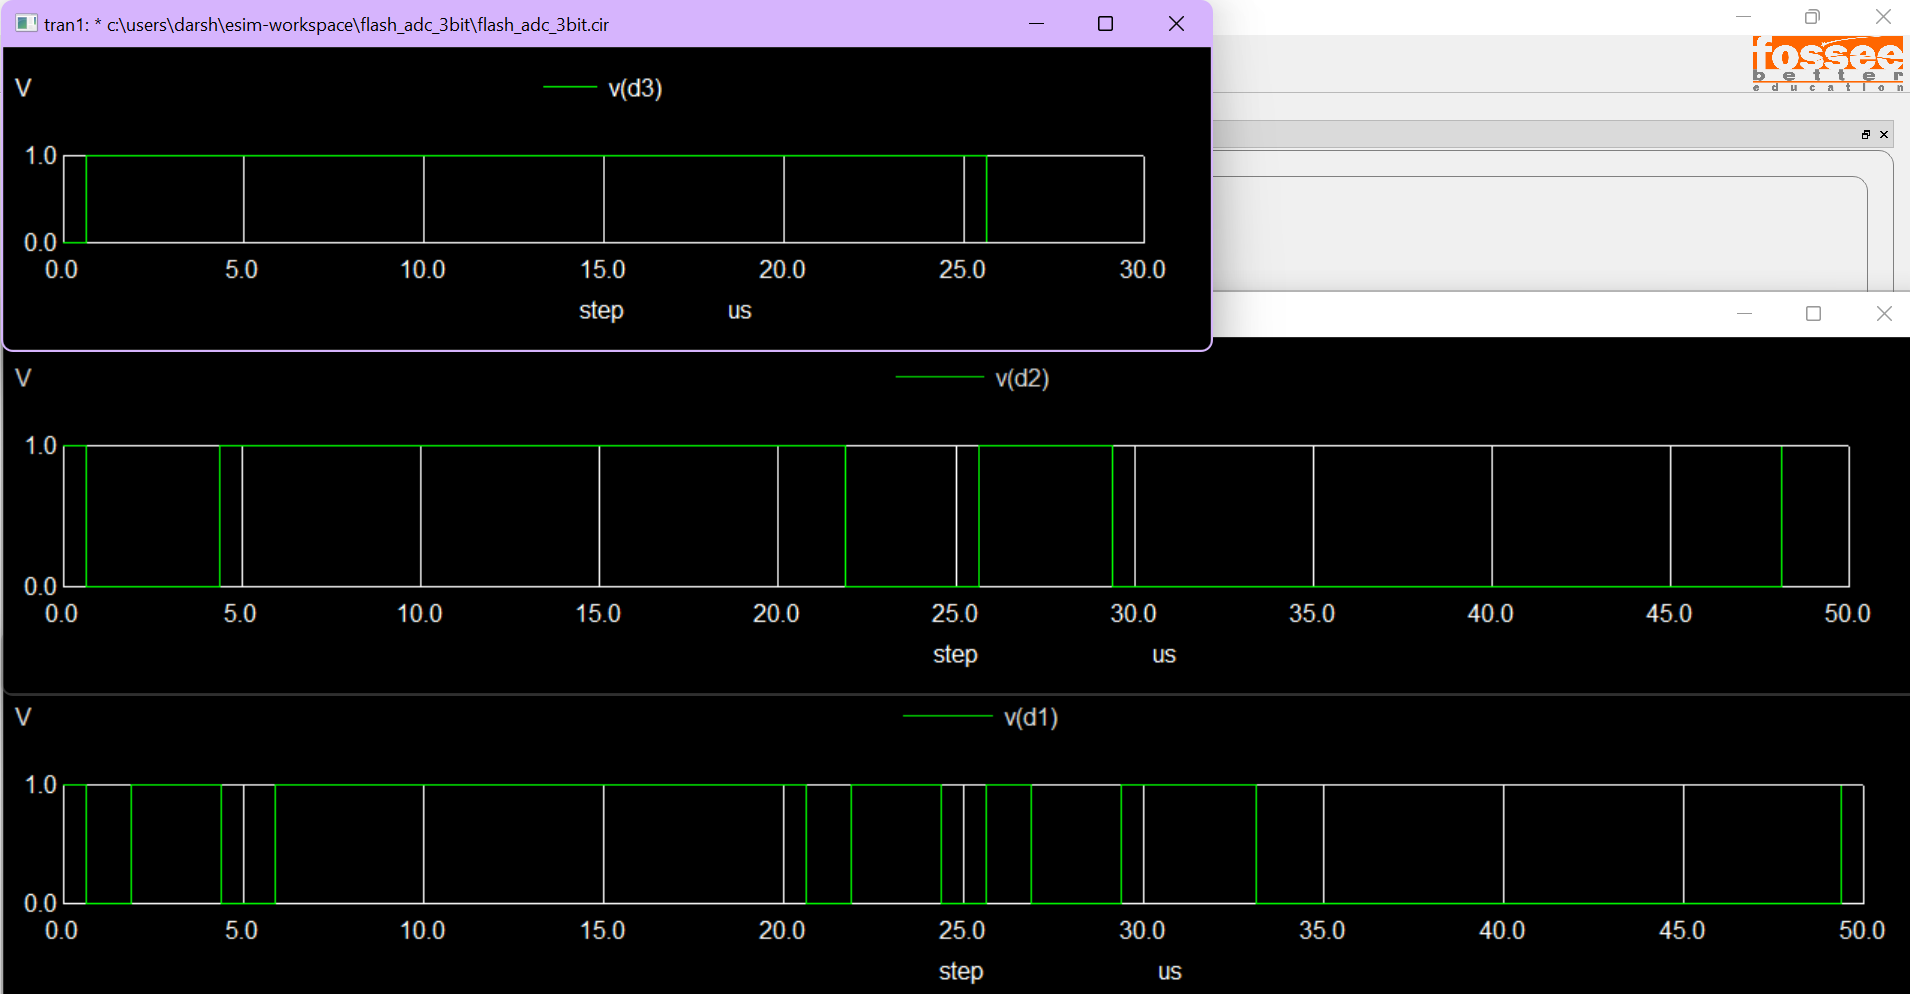 tran1: * c:\users\darsh\esim-workspace\flash_adc_3bit\flash_adc_3bit.cir
fossee
better
education
V
v(d3)
1.0
0.0
0.0 5.0 10.0 15.0 20.0 25.0 30.0
step us
V
v(d2)
1.0
0.0
0.0 5.0 10.0 15.0 20.0 25.0 30.0 35.0 40.0 45.0 50.0
step us
V
v(d1)
1.0
0.0
0.0 5.0 10.0 15.0 20.0 25.0 30.0 35.0 40.0 45.0 50.0
step us